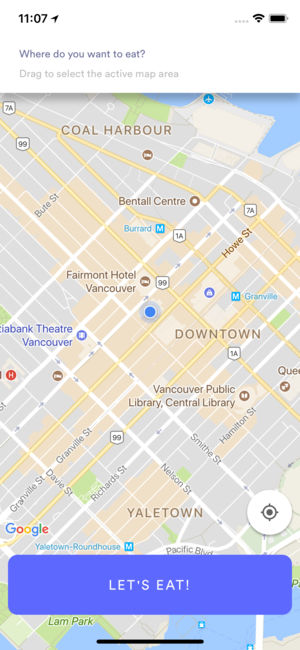 11:07
Where do you want to eat?
Drag to select the active map area
7A
COAL HARBOUR
99
Bute St
Bentall Centre
7A
Burrard M
1A
Howe St
Fairmont Hotel
Vancouver
99
M Granville
tiabank Theatre
Vancouver
DOWNTOWN
1A
H
Vancouver Public
Library, Central Library
Quee
99
Granville St
Smithe St
Hamilton St
Davie St
Granville St
Richards St
Nelson St
YALETOWN
Google
Yaletown-Roundhouse M
Pacific Blvd
LET'S EAT!
Lam Park